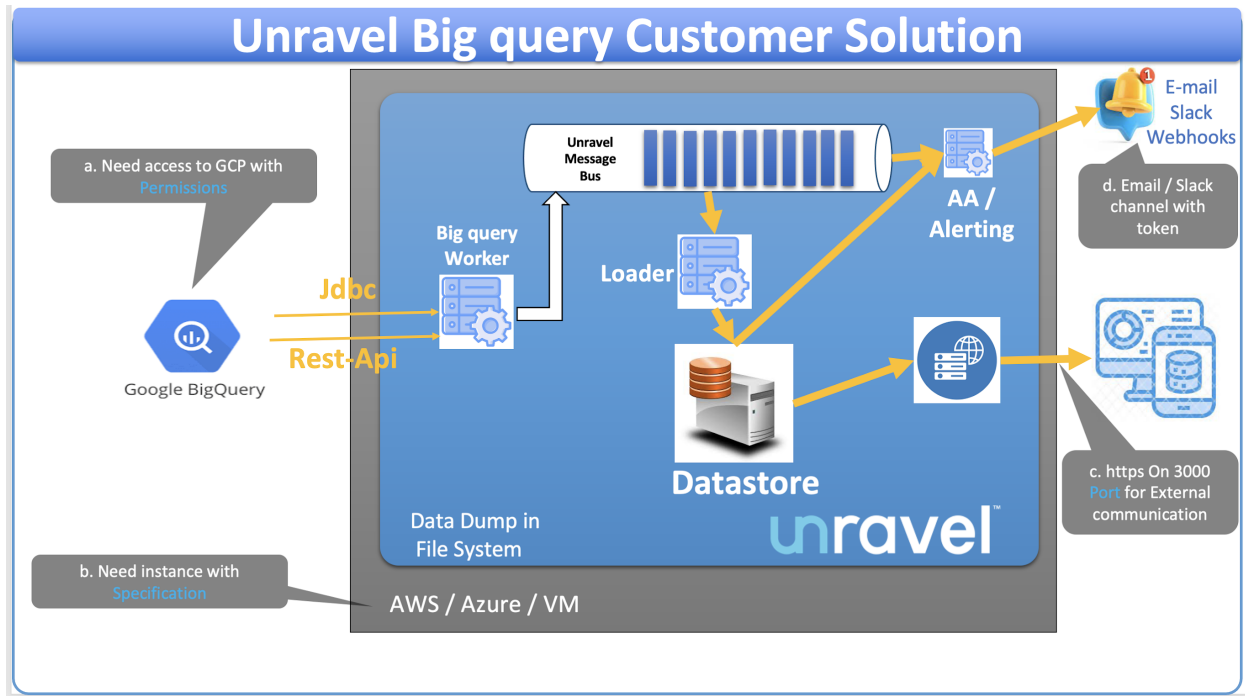 Unravel Big query Customer Solution
a. Need access to GCP with
Permissions
Google BigQuery
Jdbc
Rest-Api
Big query
Worker
Unravel
Message
Bus
Loader
Datastore
AA /
Alerting
1
E-mail
Slack
Webhooks
d. Email / Slack
channel with
token
c. https On 3000
Port for External
communication
Data Dump in
File System
unravel™
b. Need instance with
Specification
AWS / Azure / VM